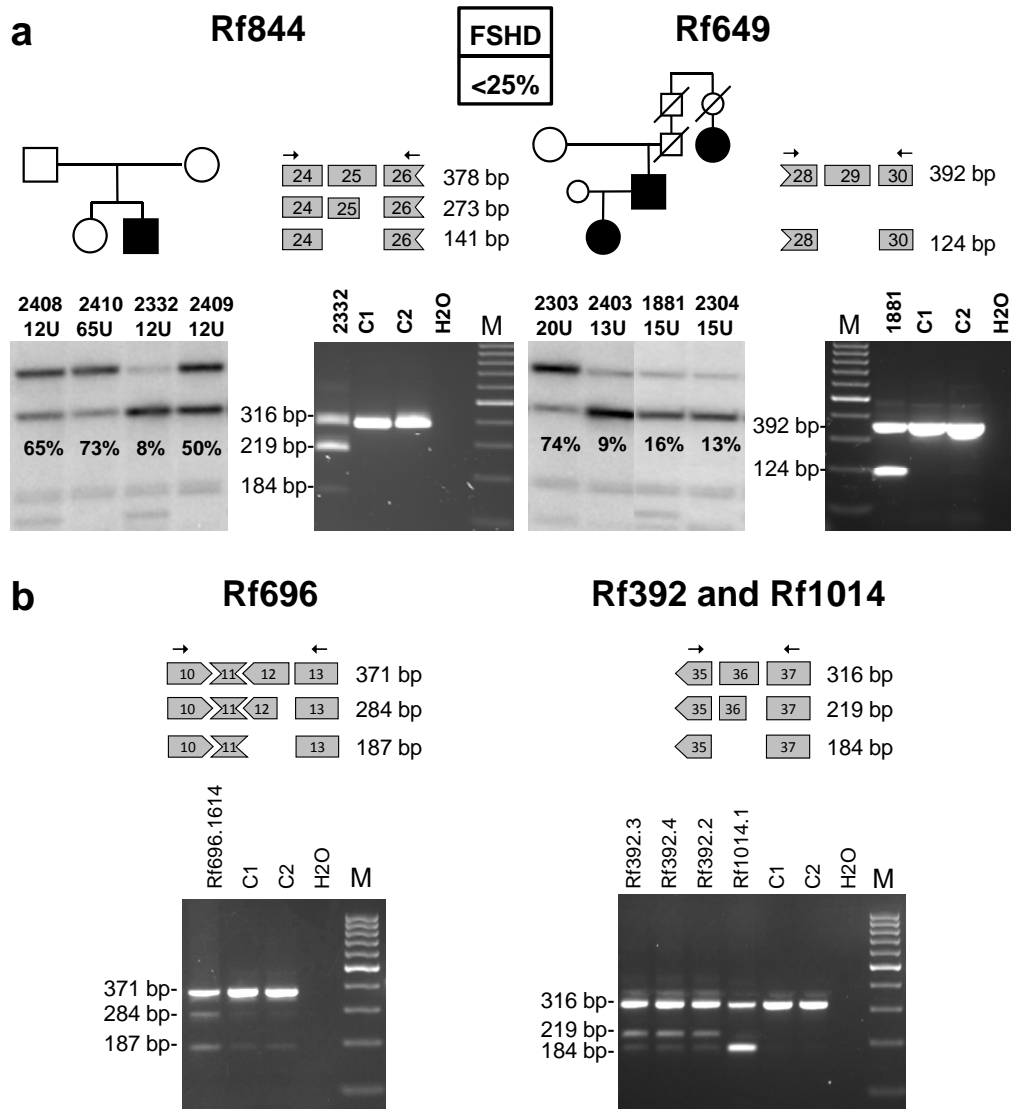 a
Rf844
FSHD
<25%
Rf649
24 25 26 378 bp
24 25 26 273 bp
24 26 141 bp
28 29 30 392 bp
28 30 124 bp
2408 2410 2332 2409
12U 65U 12U 12U
65% 73% 8% 50%
2332 C1 C2 H2O M
316 bp-
219 bp-
184 bp-
2303 2403 1881 2304
20U 13U 15U 15U
74% 9% 16% 13%
M 1881 C1 C2 H2O
392 bp-
124 bp-
b
Rf696
10 11 12 13 371 bp
10 11 12 13 284 bp
10 11 13 187 bp
Rf696.1614 C1 C2 H2O M
371 bp-
284 bp-
187 bp-
Rf392 and Rf1014
35 36 37 316 bp
35 36 37 219 bp
35 37 184 bp
Rf392.3 Rf392.4 Rf392.2 Rf1014.1 C1 C2 H2O M
316 bp-
219 bp-
184 bp-